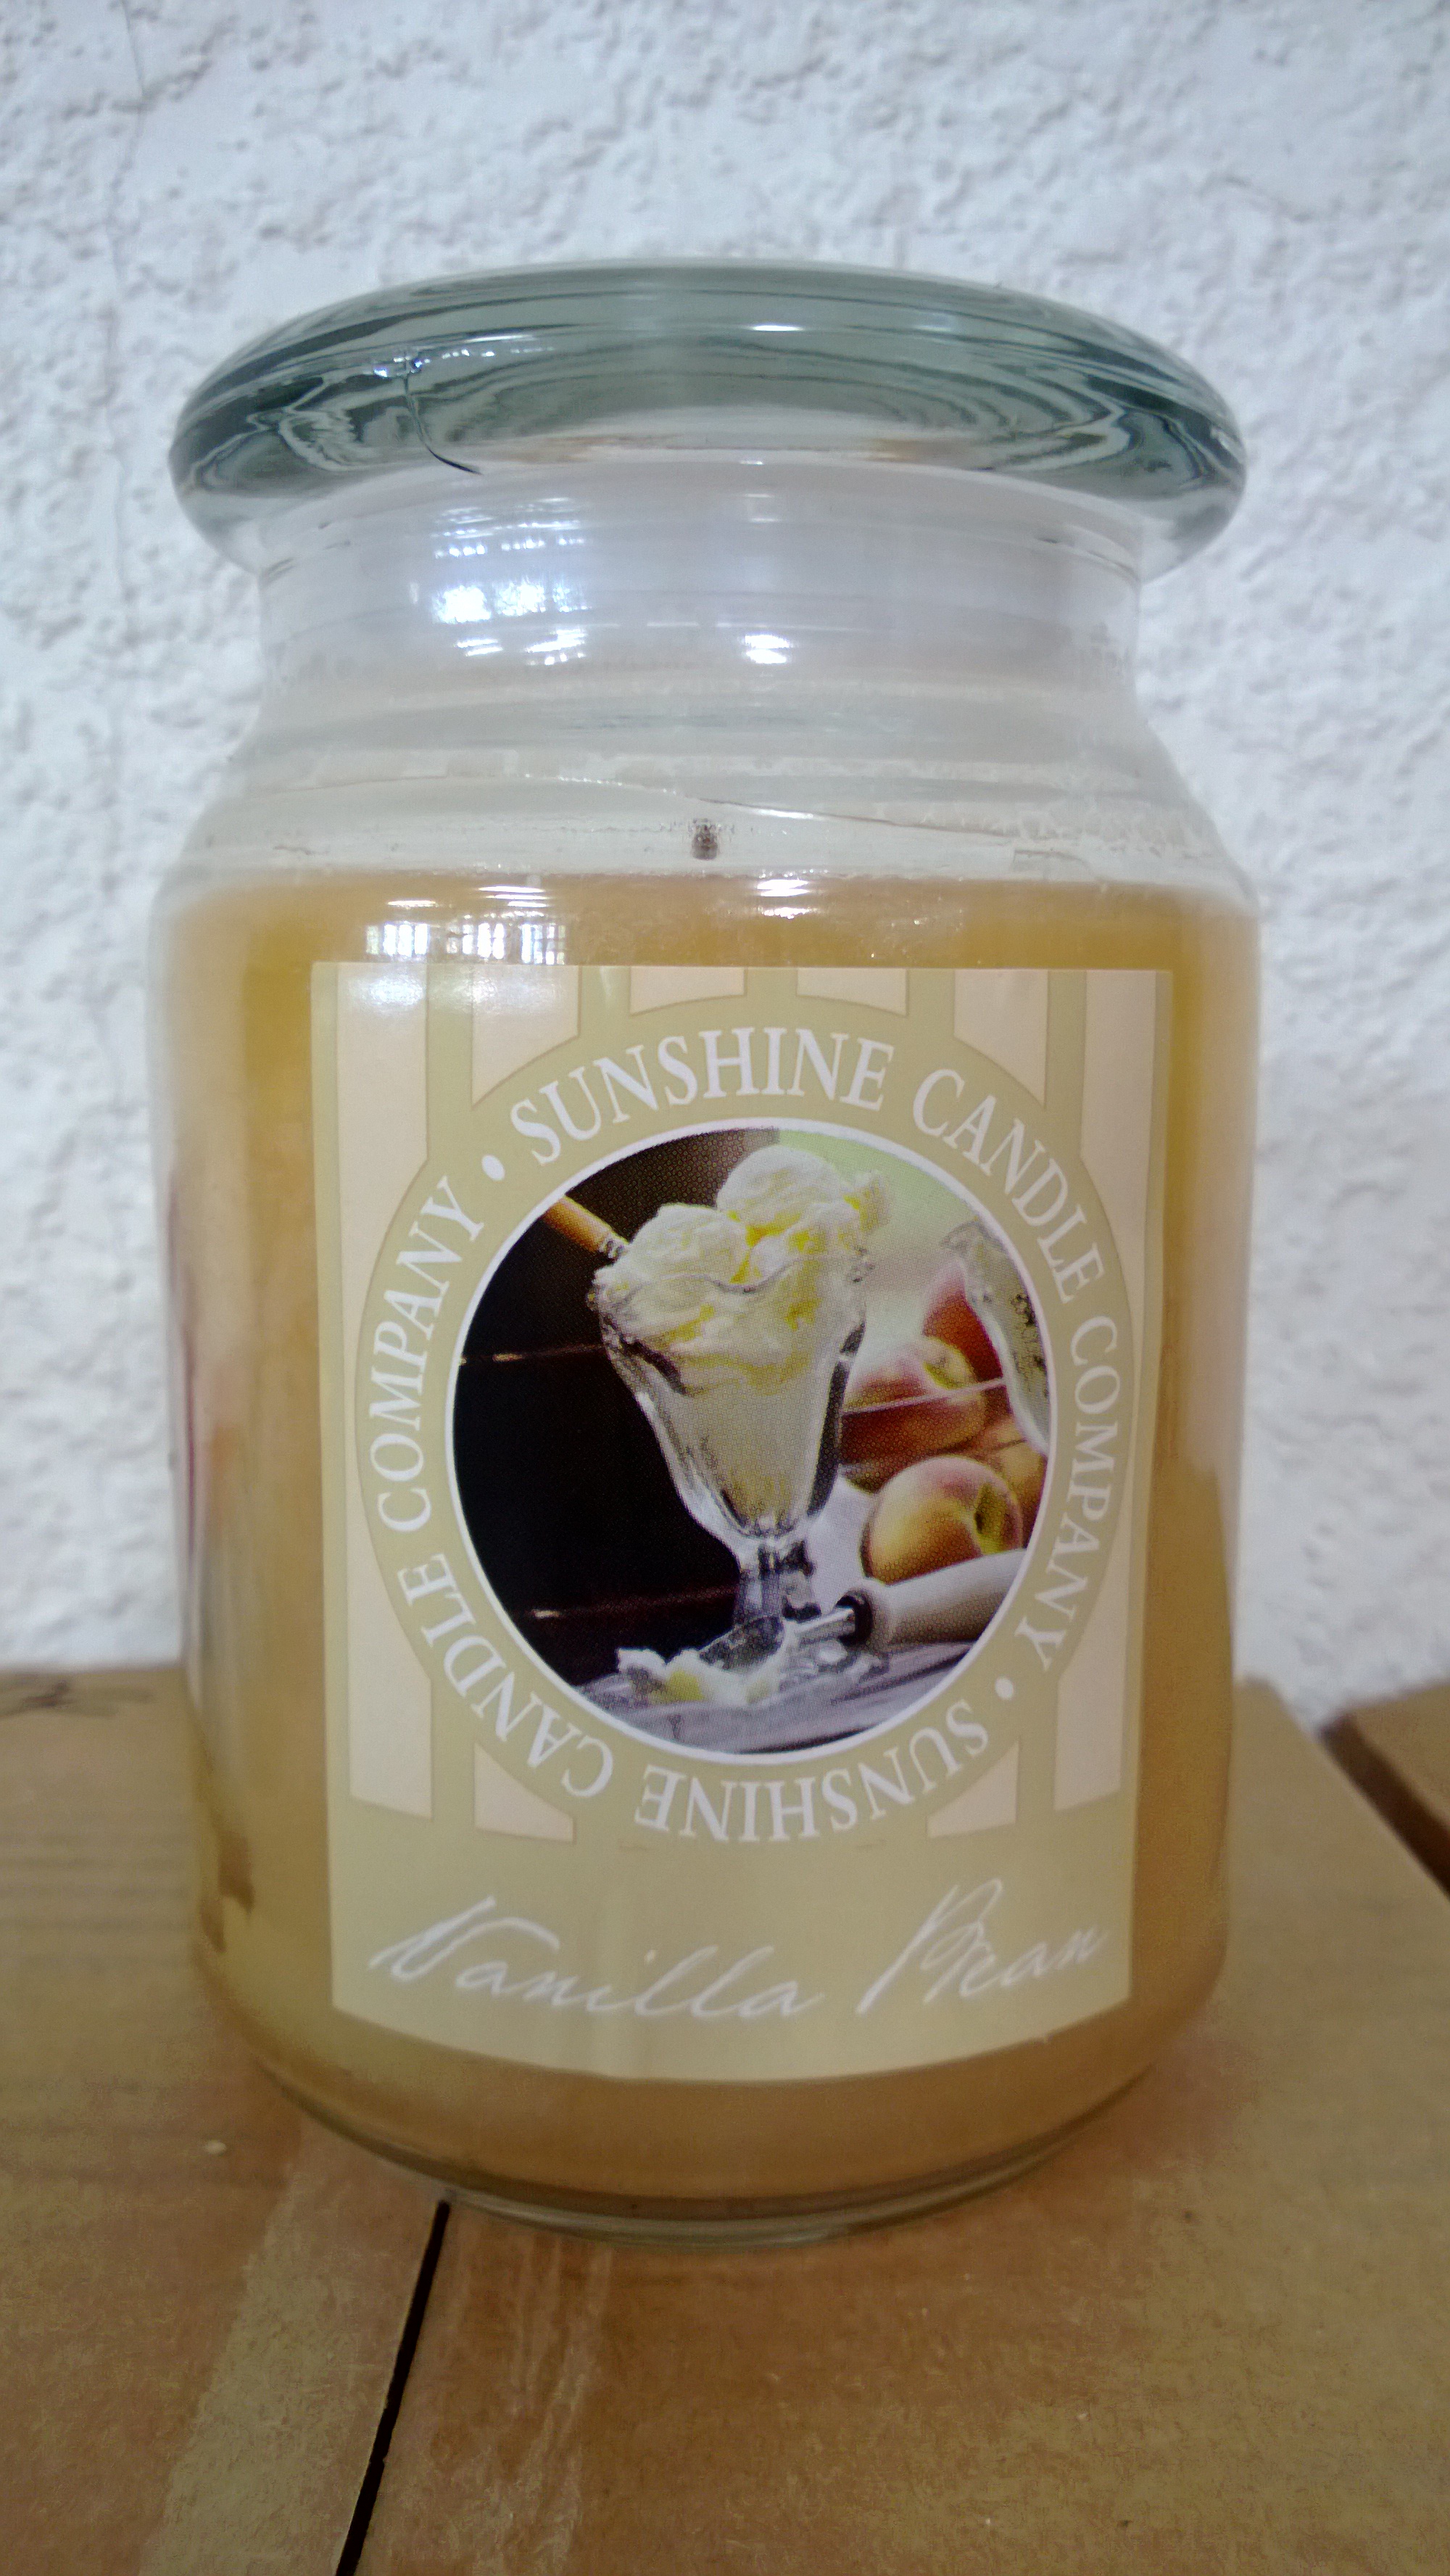 • SUNSHINE CANDLE COMPANY • SUNSHINE CANDLE COMPANY
Vanilla Bean